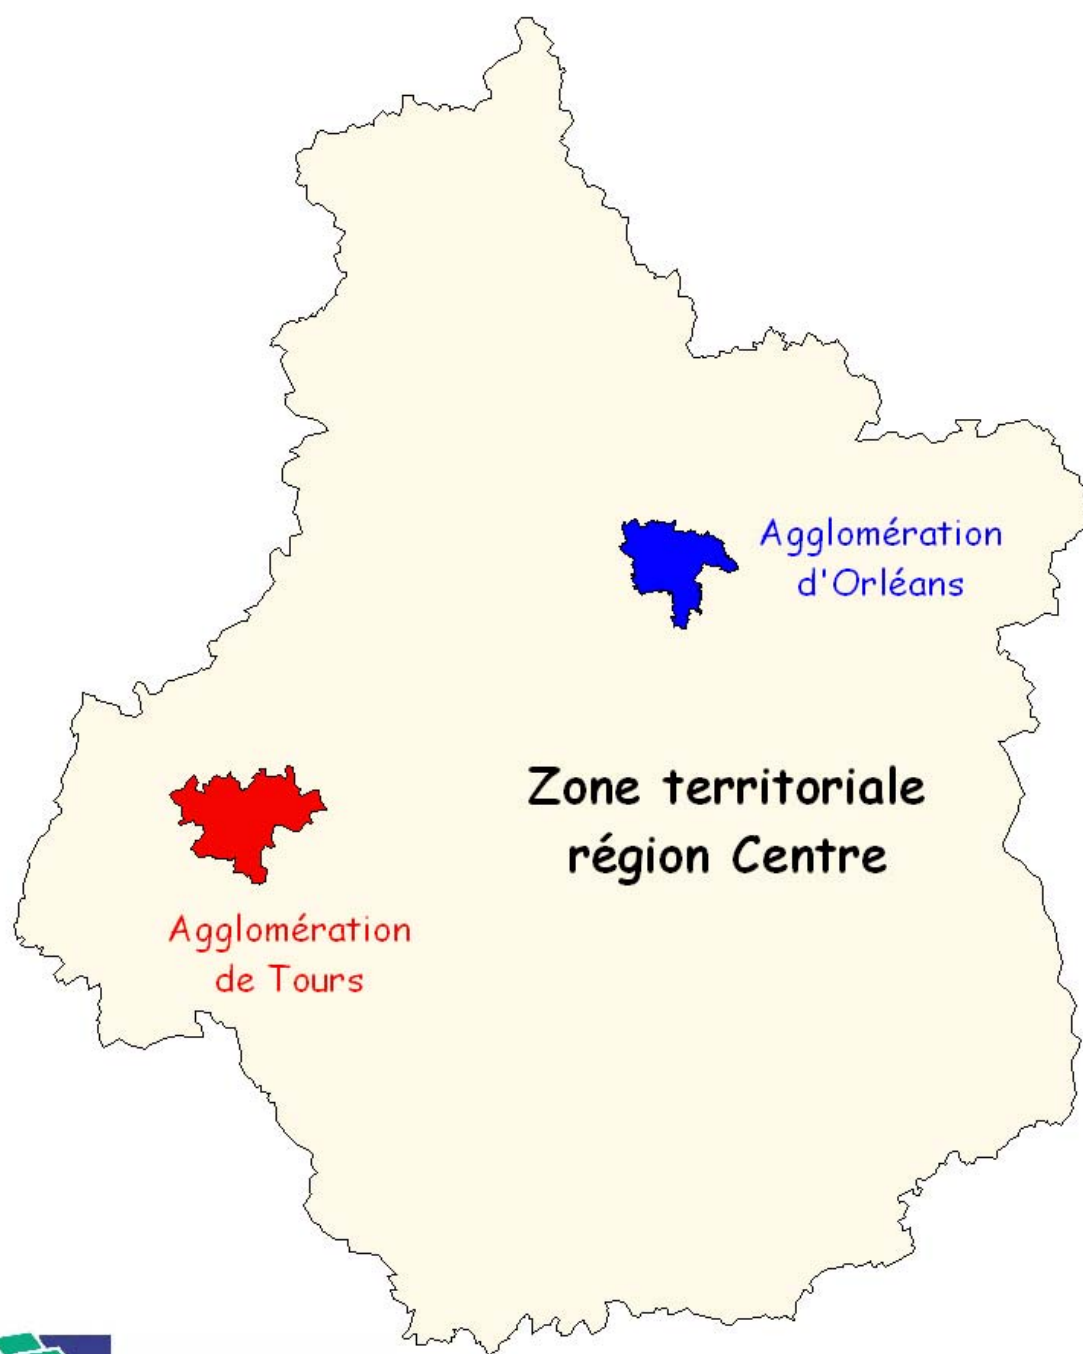 Agglomération
d'Orléans
Zone territoriale
région Centre
Agglomération
de Tours